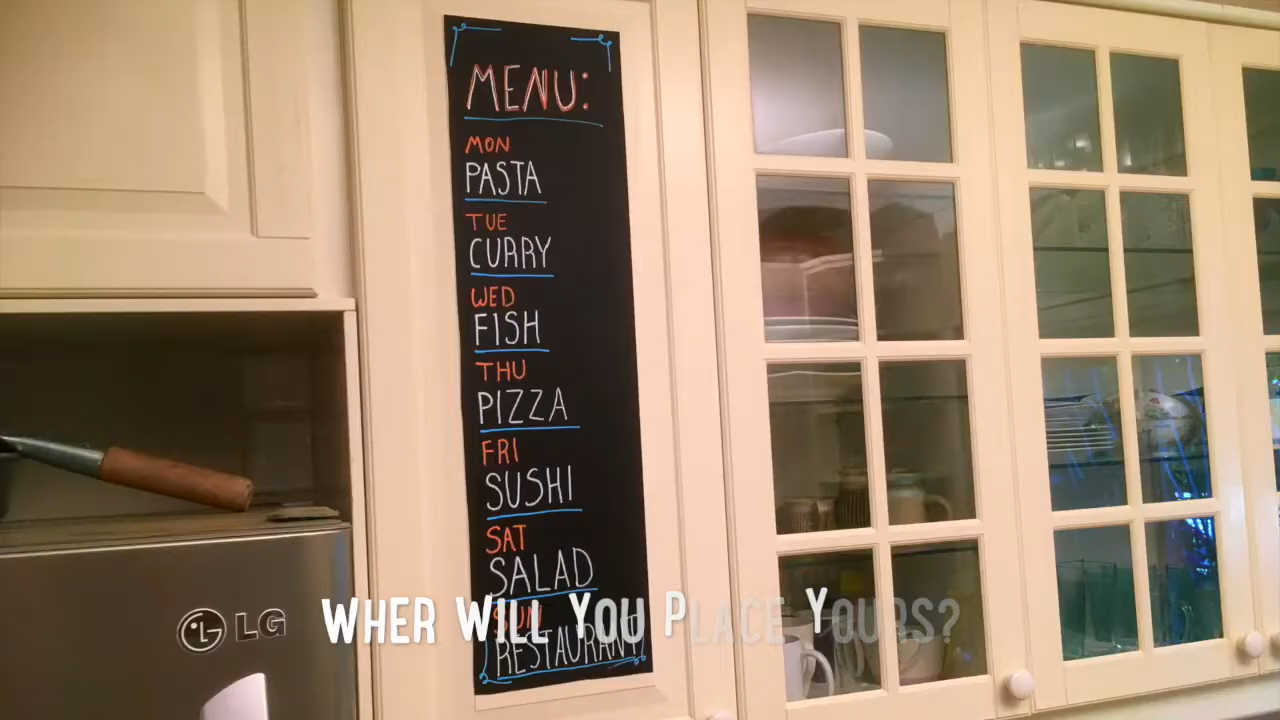 MENU:
MON
PASTA
TUE
CURRY
WED
FISH
THU
PIZZA
FRI
SUSHI
SAT
SALAD
SUN
RESTAURANT
LG
WHER WILL YOU PLACE YOURS?